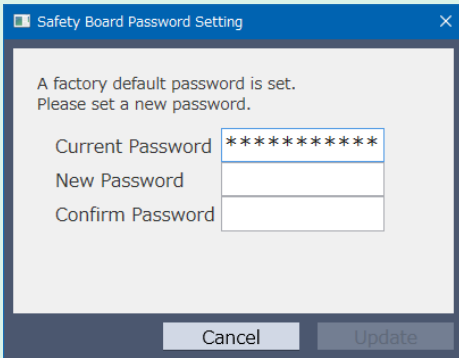 Safety Board Password Setting
A factory default password is set.
Please set a new password.
Current Password ***********
New Password
Confirm Password
Cancel Update